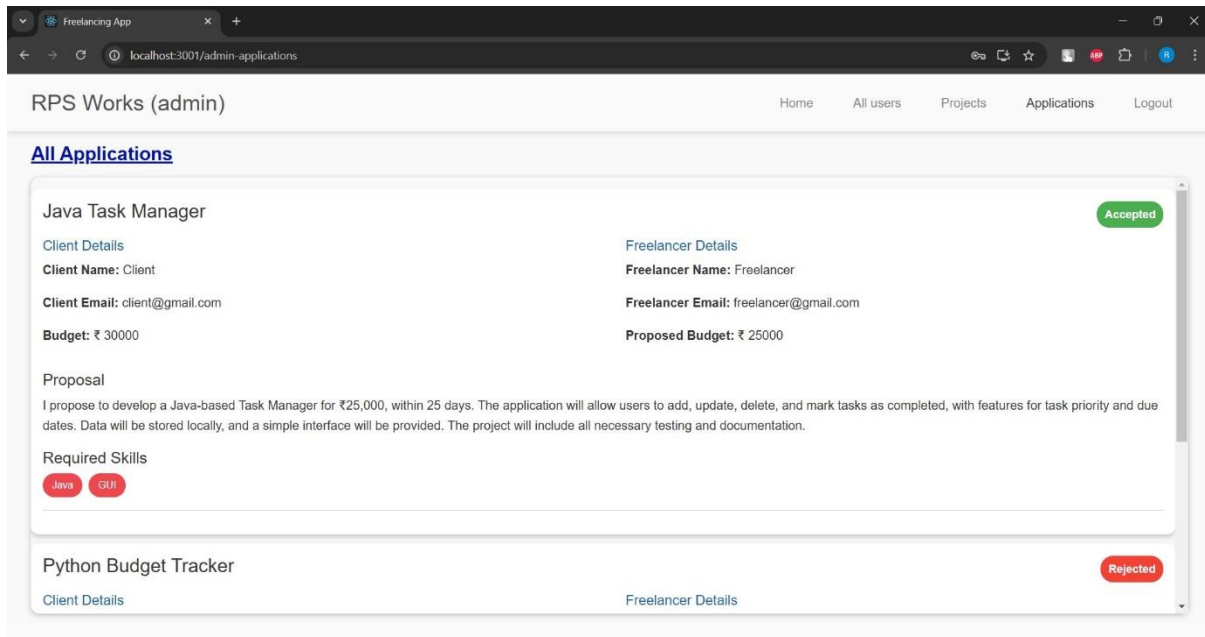 Freelancing App
localhost:3001/admin-applications
ABP
R
RPS Works (admin)
Home All users Projects Applications Logout
All Applications
Java Task Manager
Accepted
Client Details
Freelancer Details
Client Name: Client
Freelancer Name: Freelancer
Client Email: client@gmail.com
Freelancer Email: freelancer@gmail.com
Budget: ₹ 30000
Proposed Budget: ₹ 25000
Proposal
I propose to develop a Java-based Task Manager for ₹25,000, within 25 days. The application will allow users to add, update, delete, and mark tasks as completed, with features for task priority and due
dates. Data will be stored locally, and a simple interface will be provided. The project will include all necessary testing and documentation.
Required Skills
Java GUI
Python Budget Tracker
Rejected
Client Details
Freelancer Details